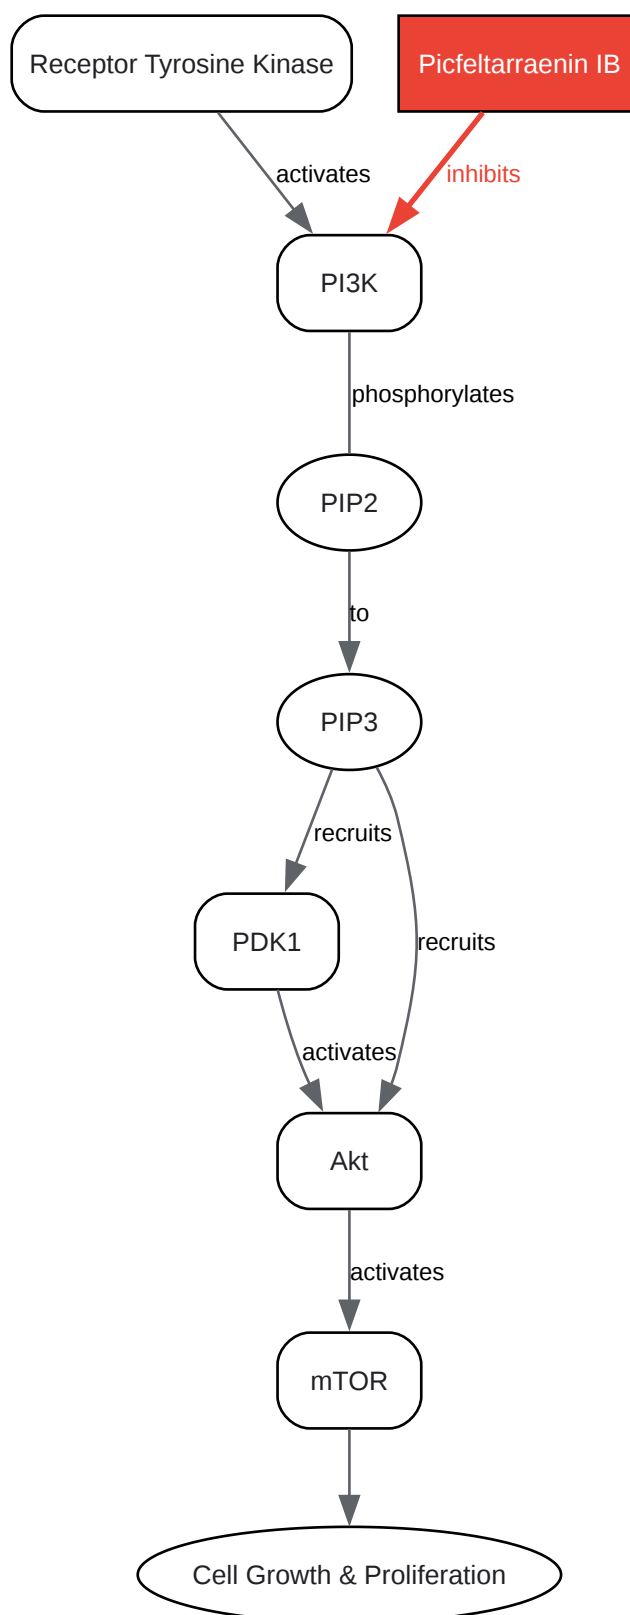 Receptor Tyrosine Kinase
Picfeltarraenin IB
activates
inhibits
PI3K
phosphorylates
PIP2
to
PIP3
recruits
PDK1
recruits
activates
Akt
activates
mTOR
Cell Growth & Proliferation